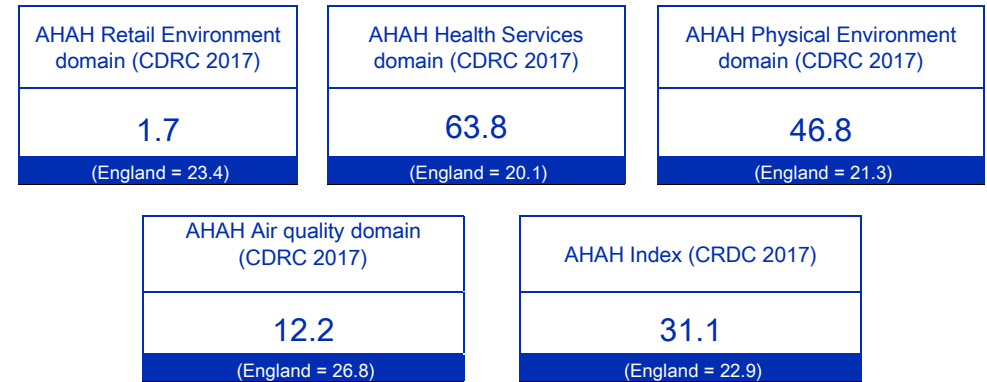 AHAH Retail Environment
domain (CDRC 2017)
1.7
(England = 23.4)
AHAH Health Services
domain (CDRC 2017)
63.8
(England = 20.1)
AHAH Physical Environment
domain (CDRC 2017)
46.8
(England = 21.3)
AHAH Air quality domain
(CDRC 2017)
12.2
(England = 26.8)
AHAH Index (CRDC 2017)
31.1
(England = 22.9)